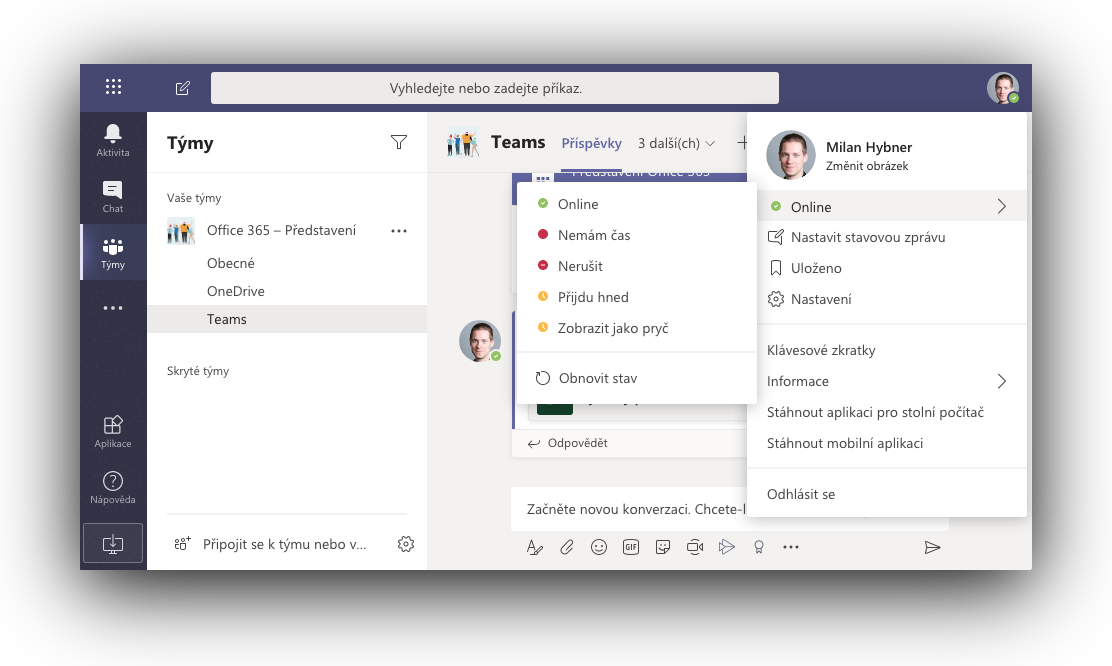 Vyhledejte nebo zadejte příkaz.
Aktivita
Chat
Týmy
Aplikace
Nápověda
Týmy
Vaše týmy
Office 365 – Představení
Obecné
OneDrive
Teams
Skryté týmy
Připojit se k týmu nebo v...
Teams
Příspěvky
3 další(ch)
Představení Office 365
Online
Nemám čas
Nerušit
Přijdu hned
Zobrazit jako pryč
Obnovit stav
Odpovědět
Začněte novou konverzaci. Chcete-l
GIF
Milan Hybner
Změnit obrázek
Online
Nastavit stavovou zprávu
Uloženo
Nastavení
Klávesové zkratky
Informace
Stáhnout aplikaci pro stolní počítač
Stáhnout mobilní aplikaci
Odhlásit se